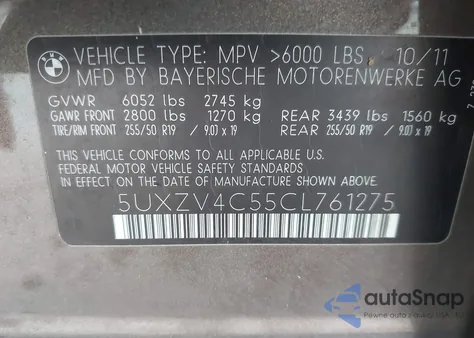 VEHICLE TYPE: MPV >6000 LBS 10/11
MFD BY BAYERISCHE MOTORENWERKE AG
GVWR 6052 lbs 2745 kg
GAWR FRONT 2800 lbs 1270 kg REAR 3439 lbs 1560 kg
TIRE/RIM FRONT 255/50 R19 / 9.0J x 19 REAR 255/50 R19 / 9.0J x 19
THIS VEHICLE CONFORMS TO ALL APPLICABLE U.S.
FEDERAL MOTOR VEHICLE SAFETY STANDARDS
IN EFFECT ON THE DATE OF MANUFACTURE SHOWN ABOVE.
5UXZV4C55CL761275
autoSnap